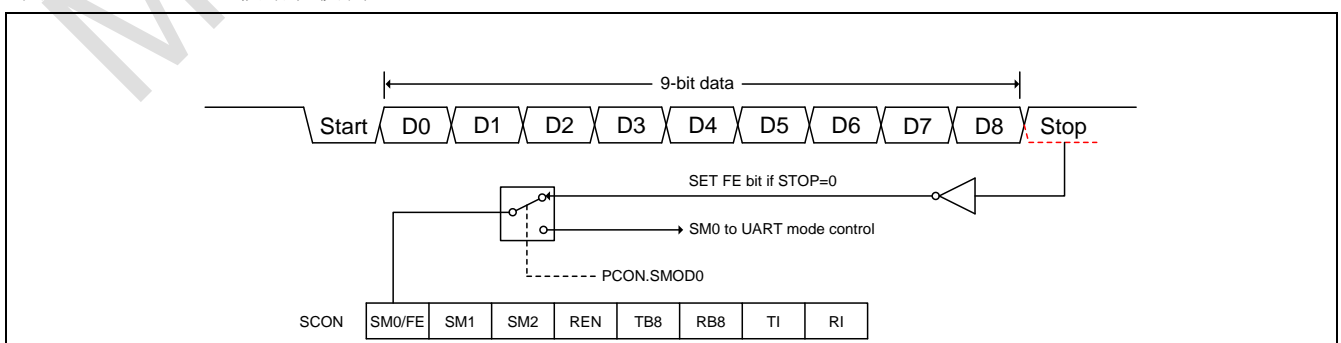 9-bit data
Start D0 D1 D2 D3 D4 D5 D6 D7 D8 Stop
SET FE bit if STOP=0
SM0 to UART mode control
PCON.SMOD0
SCON SM0/FE SM1 SM2 REN TB8 RB8 TI RI